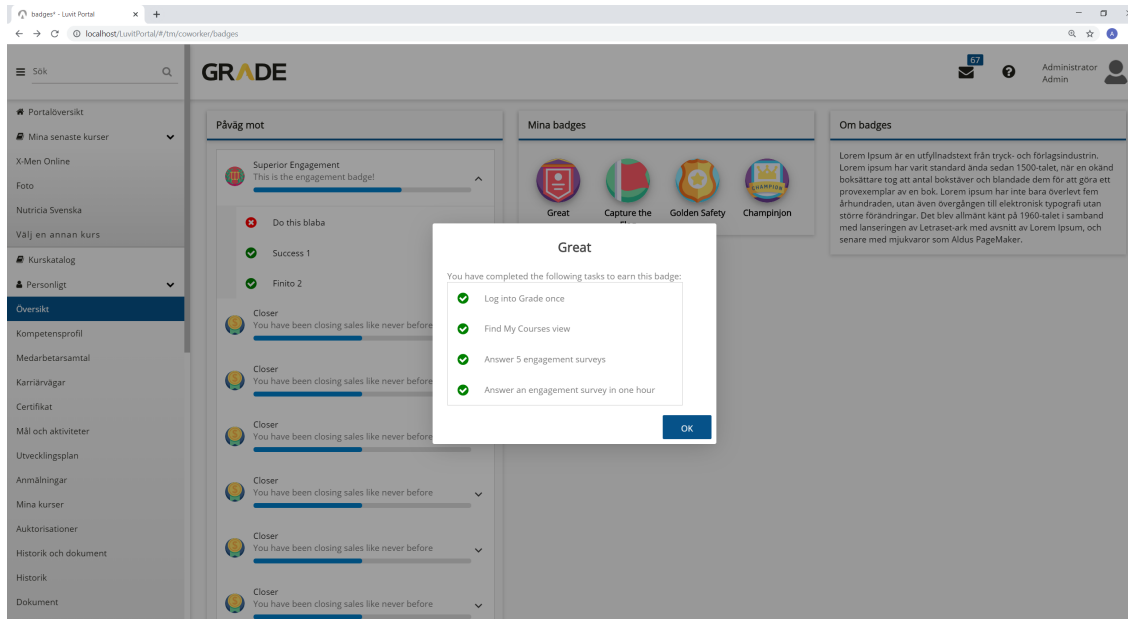 badges* - Luvit Portal
localhost/LuvitPortal/#/tm/coworker/badges
Sök
GRADE
67
Administrator
Admin
Portalöversikt
Mina senaste kurser
X-Men Online
Foto
Nutricia Svenska
Välj en annan kurs
Kurskatalog
Personligt
Översikt
Kompetensprofil
Medarbetarsamtal
Karriärvägar
Certifikat
Mål och aktiviteter
Utvecklingsplan
Anmälningar
Mina kurser
Auktorisationer
Historik och dokument
Historik
Dokument
Påväg mot
Superior Engagement
This is the engagement badge!
Do this blaba
Success 1
Finito 2
Closer
You have been closing sales like never before
Closer
You have been closing sales like never before
Closer
You have been closing sales like never before
Closer
You have been closing sales like never before
Closer
You have been closing sales like never before
Closer
You have been closing sales like never before
Mina badges
CHAMPION
Great
Capture the
Golden Safety
Champinjon
Om badges
Lorem Ipsum är en utfyllnadstext från tryck- och förlagsindustrin.
Lorem ipsum har varit standard ända sedan 1500-talet, när en okänd
boksättare tog att antal bokstäver och blandade dem för att göra ett
provexemplar av en bok. Lorem ipsum har inte bara överlevt fem
århundraden, utan även övergången till elektronisk typografi utan
större förändringar. Det blev allmänt känt på 1960-talet i samband
med lanseringen av Letraset-ark med avsnitt av Lorem Ipsum, och
senare med mjukvaror som Aldus PageMaker.
Great
You have completed the following tasks to earn this badge:
Log into Grade once
Find My Courses view
Answer 5 engagement surveys
Answer an engagement survey in one hour
OK